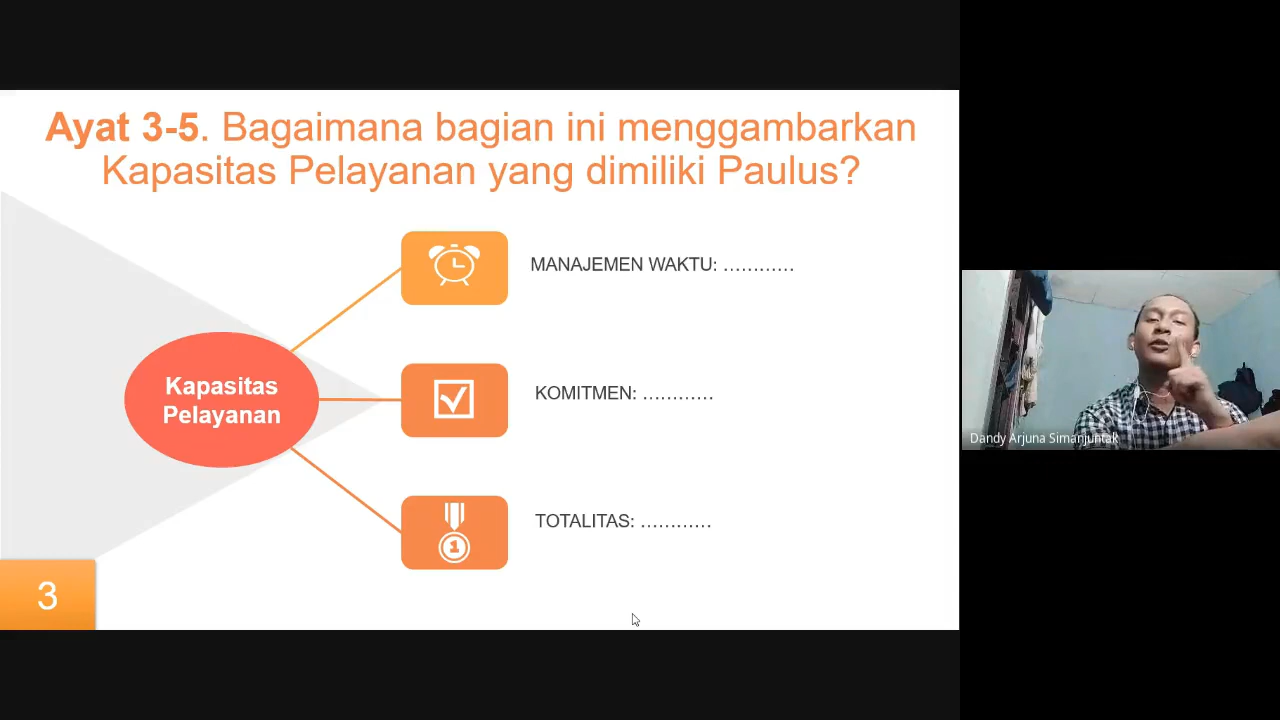 Ayat 3-5. Bagaimana bagian ini menggambarkan
Kapasitas Pelayanan yang dimiliki Paulus?
MANAJEMEN WAKTU: …………
Kapasitas
Pelayanan
KOMITMEN: …………
TOTALITAS: …………
1
3
Dandy Arjuna Simanjuntak